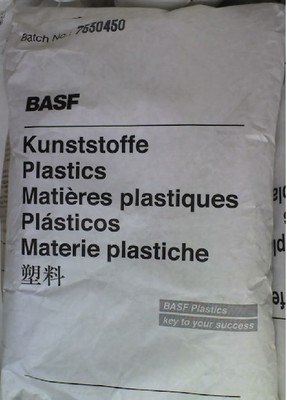 Batch No.: 7550450
BASF
Kunststoffe
Plastics
Matières plastiques
Plásticos
Materie plastiche
塑料
BASF Plastics
key to your success